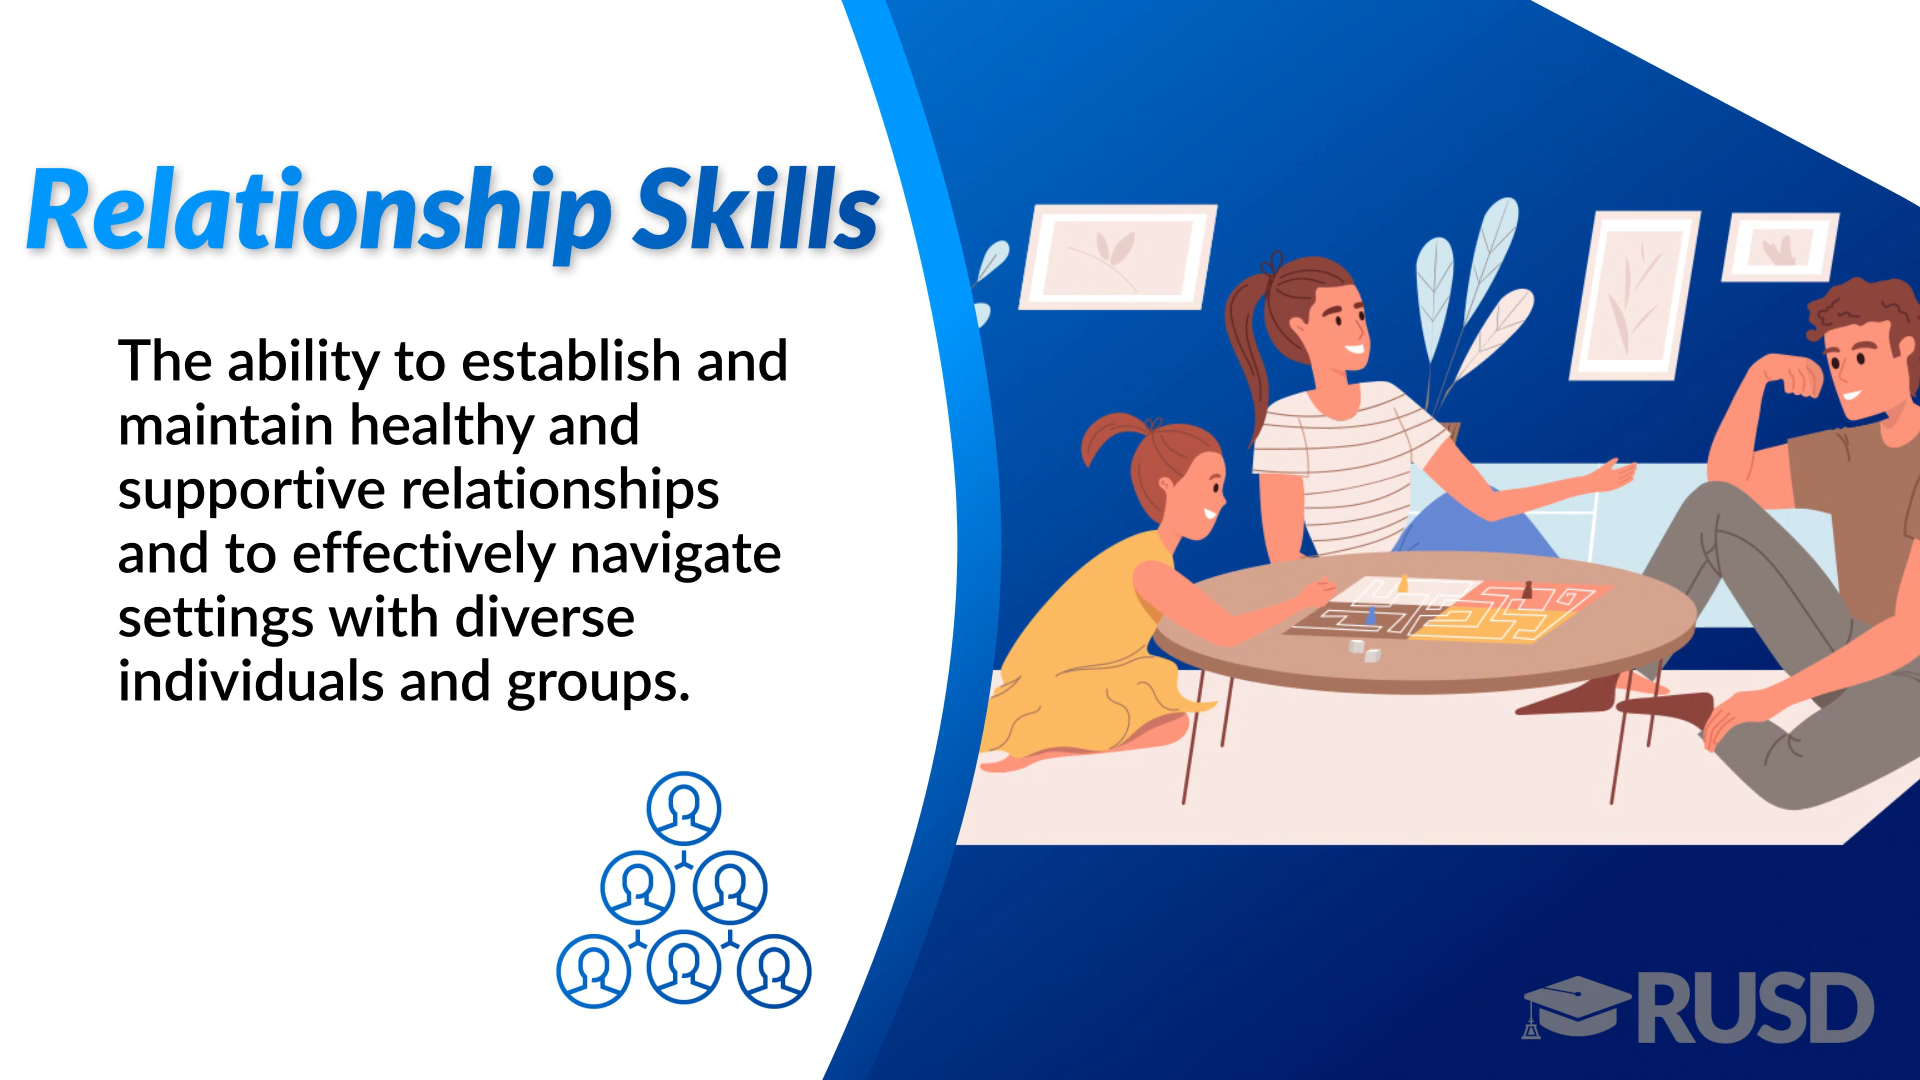 Relationship Skills
The ability to establish and
maintain healthy and
supportive relationships
and to effectively navigate
settings with diverse
individuals and groups.
RUSD